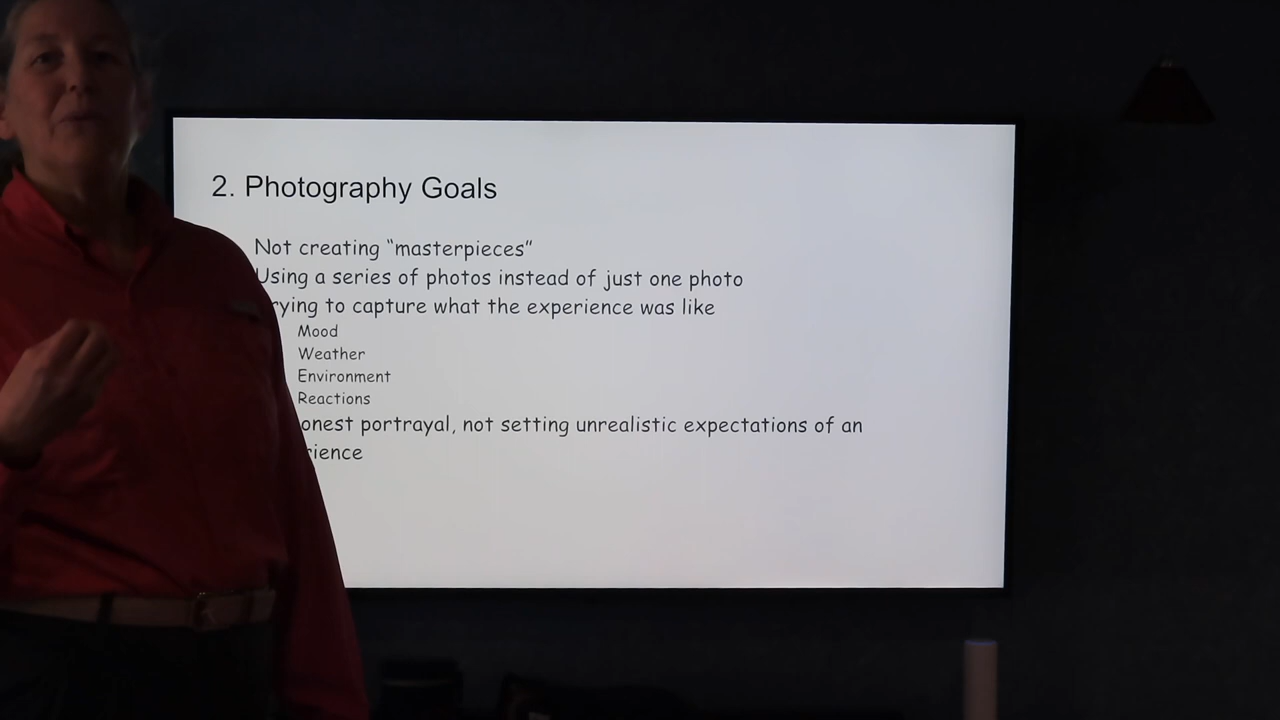 2. Photography Goals
Not creating “masterpieces”
Using a series of photos instead of just one photo
rying to capture what the experience was like
Mood
Weather
Environment
Reactions
onest portrayal, not setting unrealistic expectations of an
rience